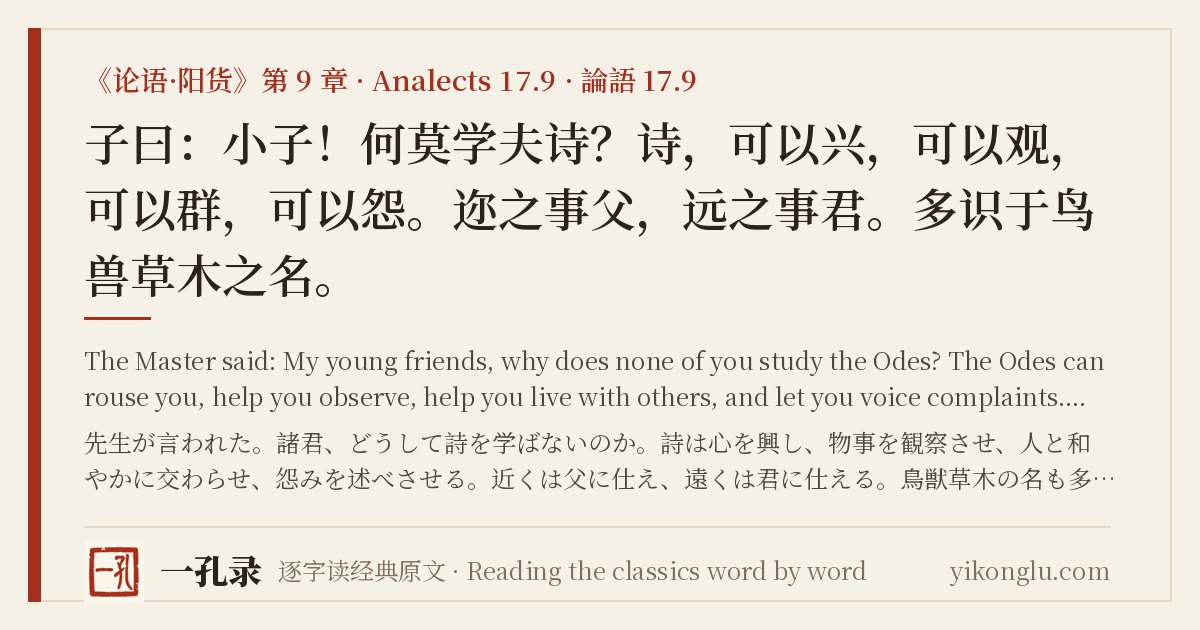 《论语·阳货》第 9 章 · Analects 17.9 · 論語 17.9
子曰：小子！何莫学夫诗？诗，可以兴，可以观，
可以群，可以怨。迩之事父，远之事君。多识于鸟
兽草木之名。
The Master said: My young friends, why does none of you study the Odes? The Odes can
rouse you, help you observe, help you live with others, and let you voice complaints....
先生が言われた。諸君、どうして詩を学ばないのか。詩は心を興し、物事を観察させ、人と和
やかに交わらせ、怨みを述べさせる。近くは父に仕え、遠くは君に仕える。鳥獣草木の名も多…
一孔
一孔录 逐字读经典原文 · Reading the classics word by word yikonglu.com